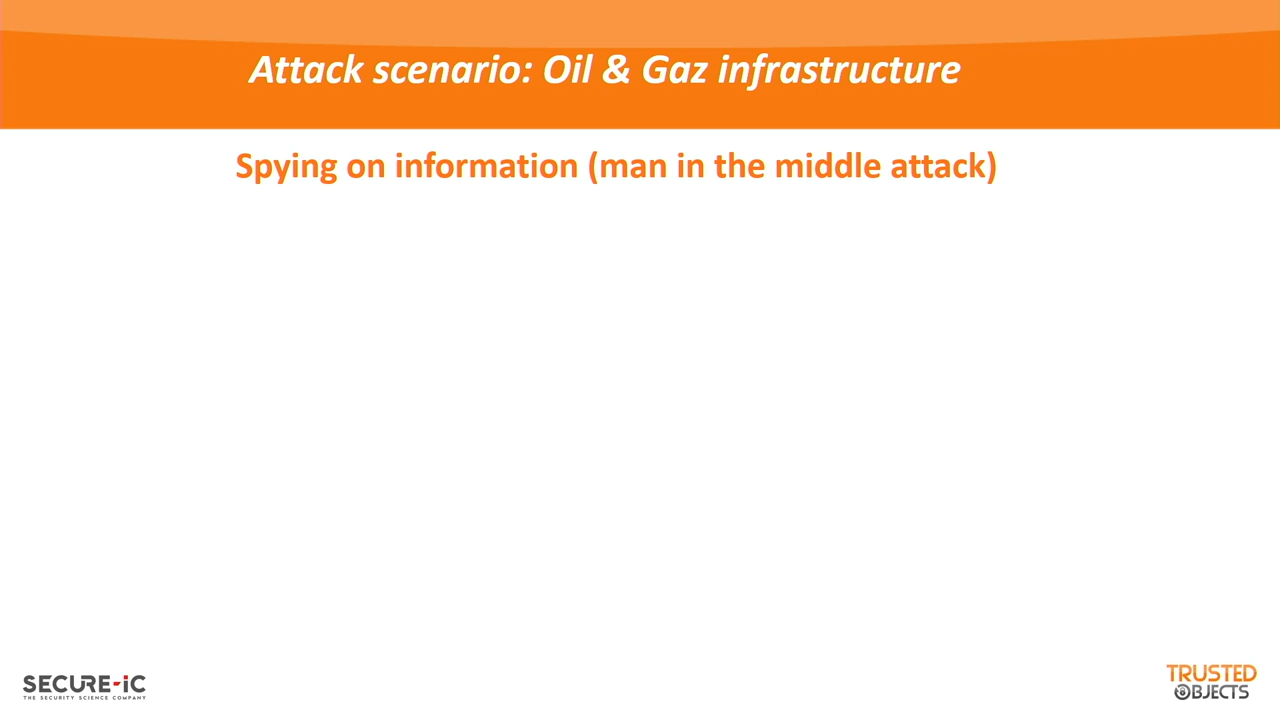 Attack scenario: Oil & Gaz infrastructure
Spying on information (man in the middle attack)
SECURE-iC
THE SECURITY SCIENCE COMPANY
TRUSTED
OBJECTS